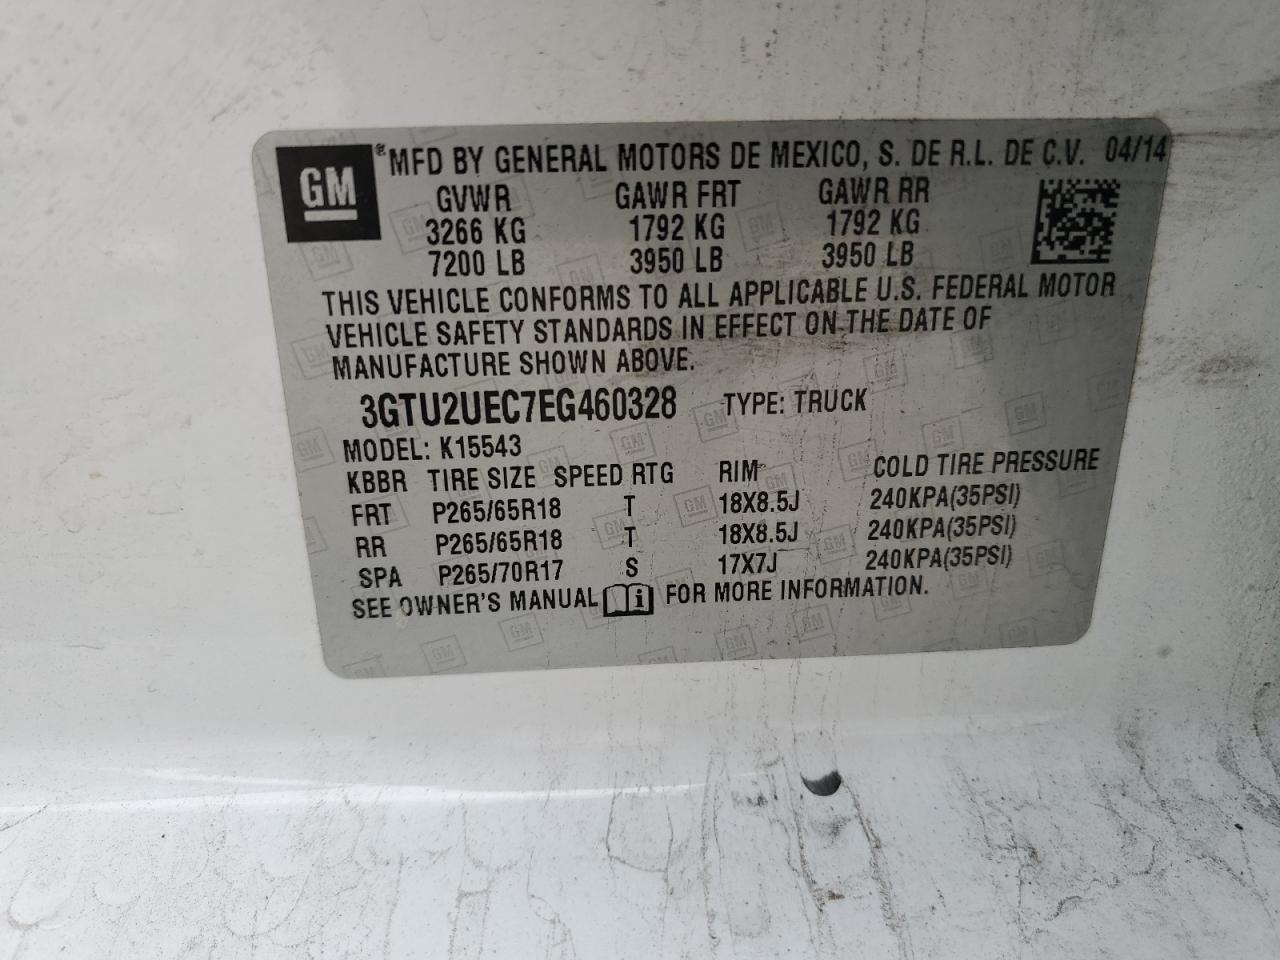 GM ®MFD BY GENERAL MOTORS DE MEXICO, S. DE R.L. DE C.V. 04/14
GVWR GAWR FRT GAWR RR
3266 KG 1792 KG 1792 KG
7200 LB 3950 LB 3950 LB
THIS VEHICLE CONFORMS TO ALL APPLICABLE U.S. FEDERAL MOTOR
VEHICLE SAFETY STANDARDS IN EFFECT ON THE DATE OF
MANUFACTURE SHOWN ABOVE.
3GTU2UEC7EG460328 TYPE: TRUCK
MODEL: K15543
KBBR TIRE SIZE SPEED RTG RIM COLD TIRE PRESSURE
FRT P265/65R18 T 18X8.5J 240KPA(35PSI)
RR P265/65R18 T 18X8.5J 240KPA(35PSI)
SPA P265/70R17 S 17X7J 240KPA(35PSI)
SEE OWNER'S MANUAL i FOR MORE INFORMATION.